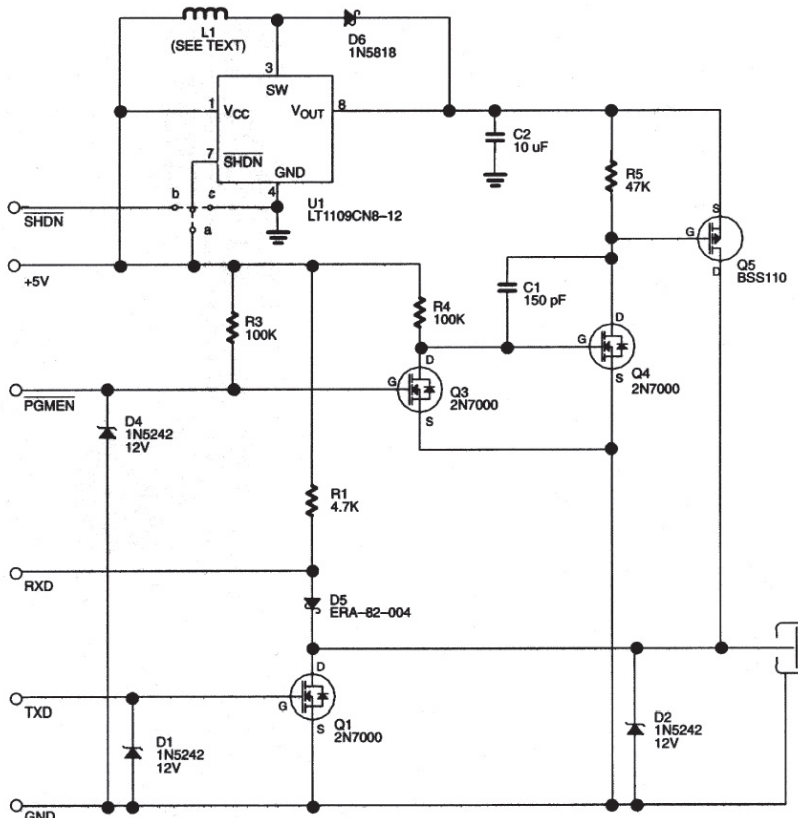 L1
(SEE TEXT)
D6
1N5818
3
SW
1
VCC
VOUT
8
7
SHDN
GND
4
U1
LT1109CN8-12
C2
10 uF
R5
47K
b
c
a
SHDN
+5V
S
G
D
Q5
BSS110
C1
150 pF
R3
100K
R4
100K
D
G
S
Q4
2N7000
D
G
S
Q3
2N7000
PGMEN
D4
1N5242
12V
R1
4.7K
RXD
D5
ERA-82-004
D
G
S
Q1
2N7000
TXD
D1
1N5242
12V
D2
1N5242
12V
GND